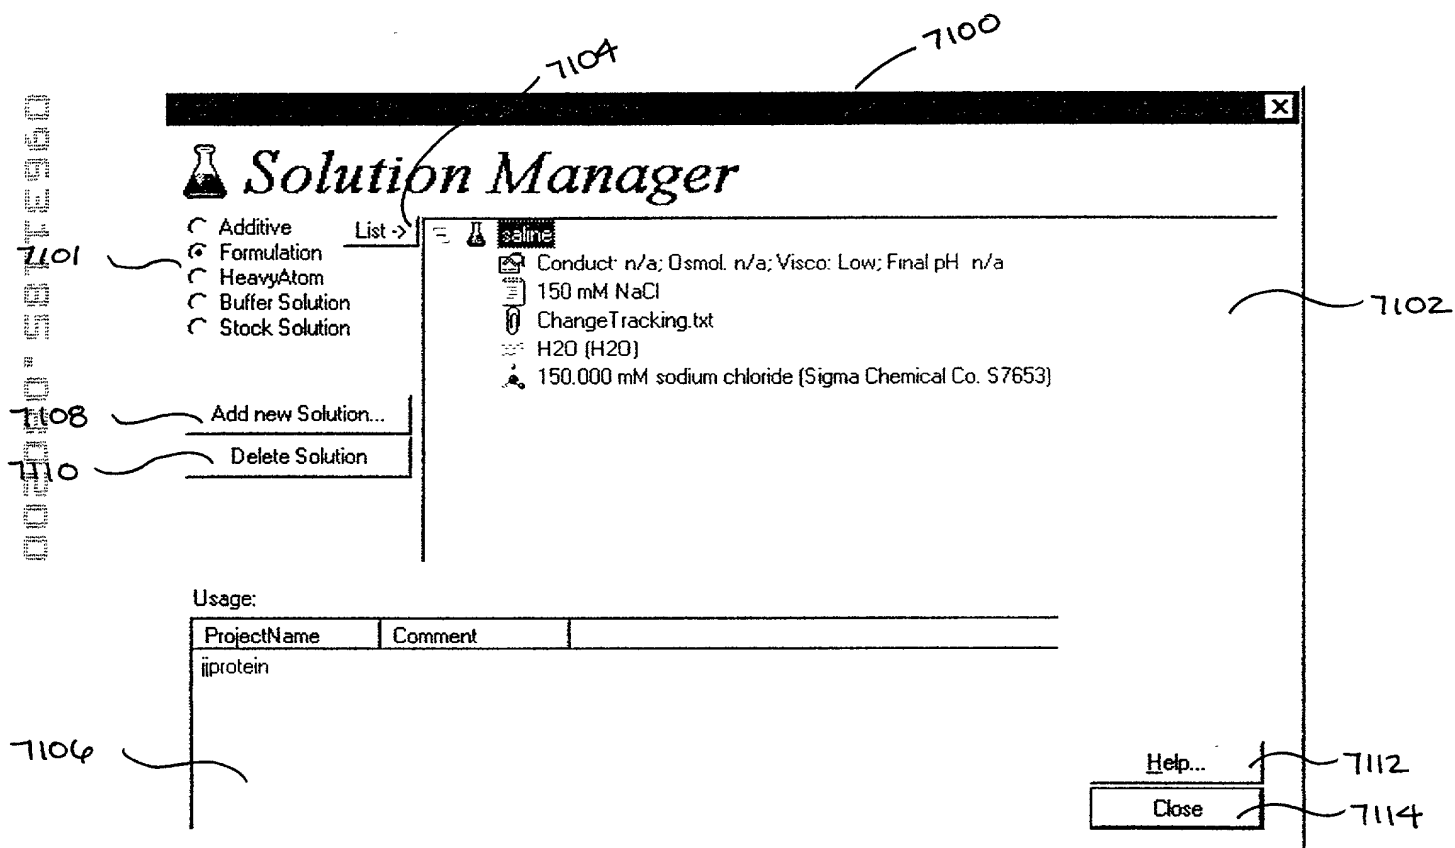 7104
7100
Solution Manager
Additive
List ->
saline
7101
Formulation
Conduct: n/a; Osmol. n/a; Visco: Low; Final pH n/a
HeavyAtom
150 mM NaCl
Buffer Solution
7102
Stock Solution
ChangeTracking.txt
H2O (H2O)
150.000 mM sodium chloride (Sigma Chemical Co. S7653)
7108
Add new Solution...
7110
Delete Solution
Usage:
ProjectName
Comment
jjprotein
7106
Help...
7112
Close
7114